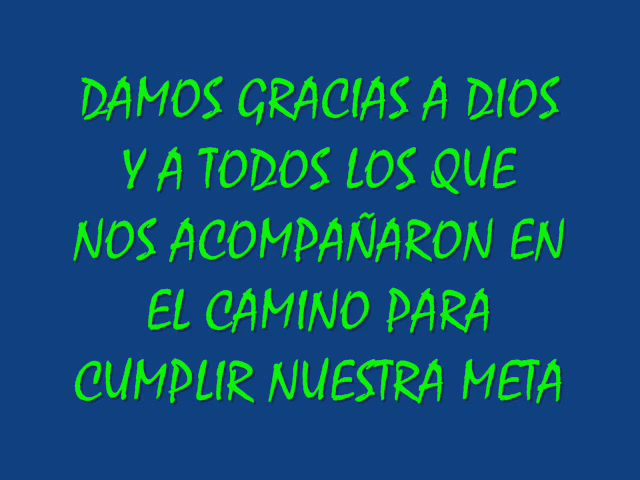 DAMOS GRACIAS A DIOS
Y A TODOS LOS QUE
NOS ACOMPAÑARON EN
EL CAMINO PARA
CUMPLIR NUESTRA META